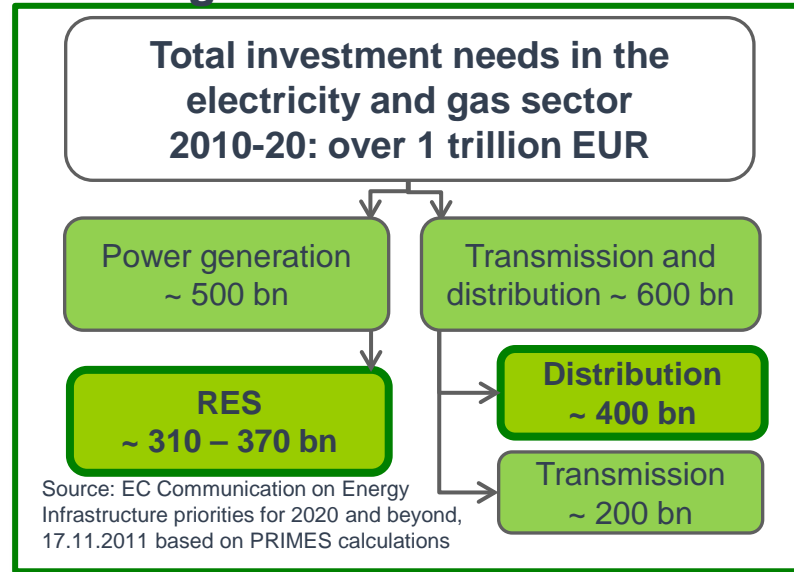 Total investment needs in the
electricity and gas sector
2010-20: over 1 trillion EUR
Power generation
~ 500 bn
Transmission and
distribution ~ 600 bn
RES
~ 310 – 370 bn
Distribution
~ 400 bn
Transmission
~ 200 bn
Source: EC Communication on Energy
Infrastructure priorities for 2020 and beyond,
17.11.2011 based on PRIMES calculations